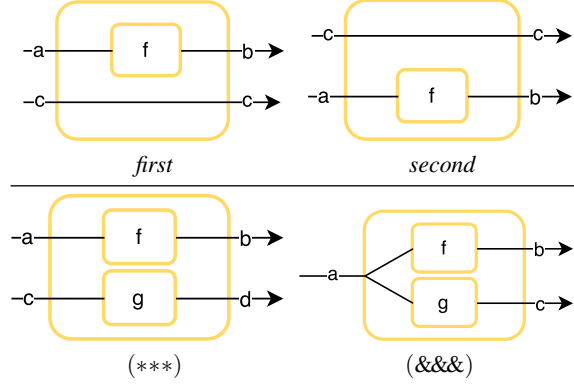 a f b
c c
first
c c
a f b
second
a f b
c g d
(∗∗∗)
a f b
g c
(&&&)